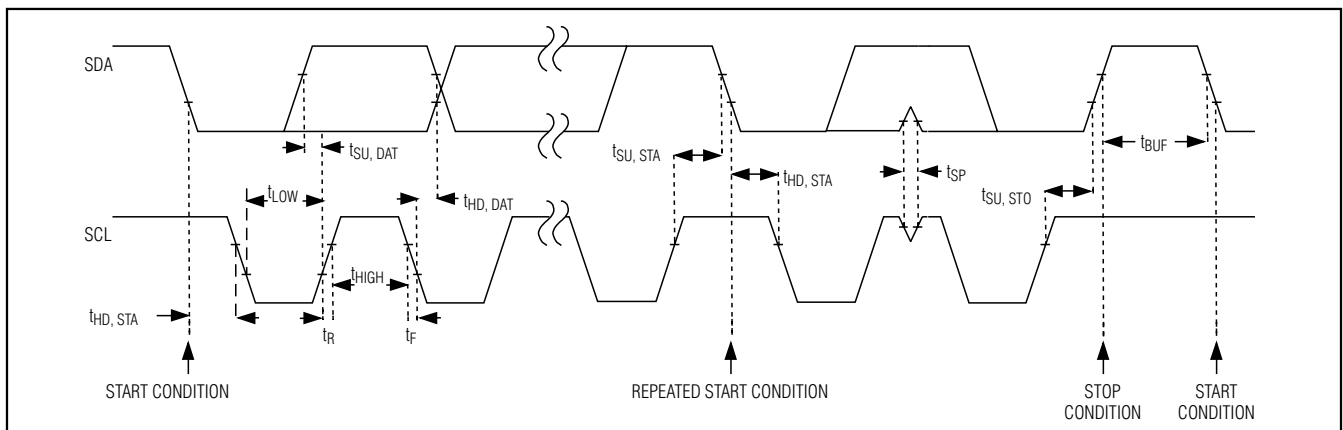 SDA
tSU, DAT
tSU, STA
tBUF
tLOW
tHD, STA
tSP
tHD, DAT
tSU, STO
SCL
tHIGH
tHD, STA
tR
tF
START CONDITION
REPEATED START CONDITION
STOP
CONDITION
START
CONDITION